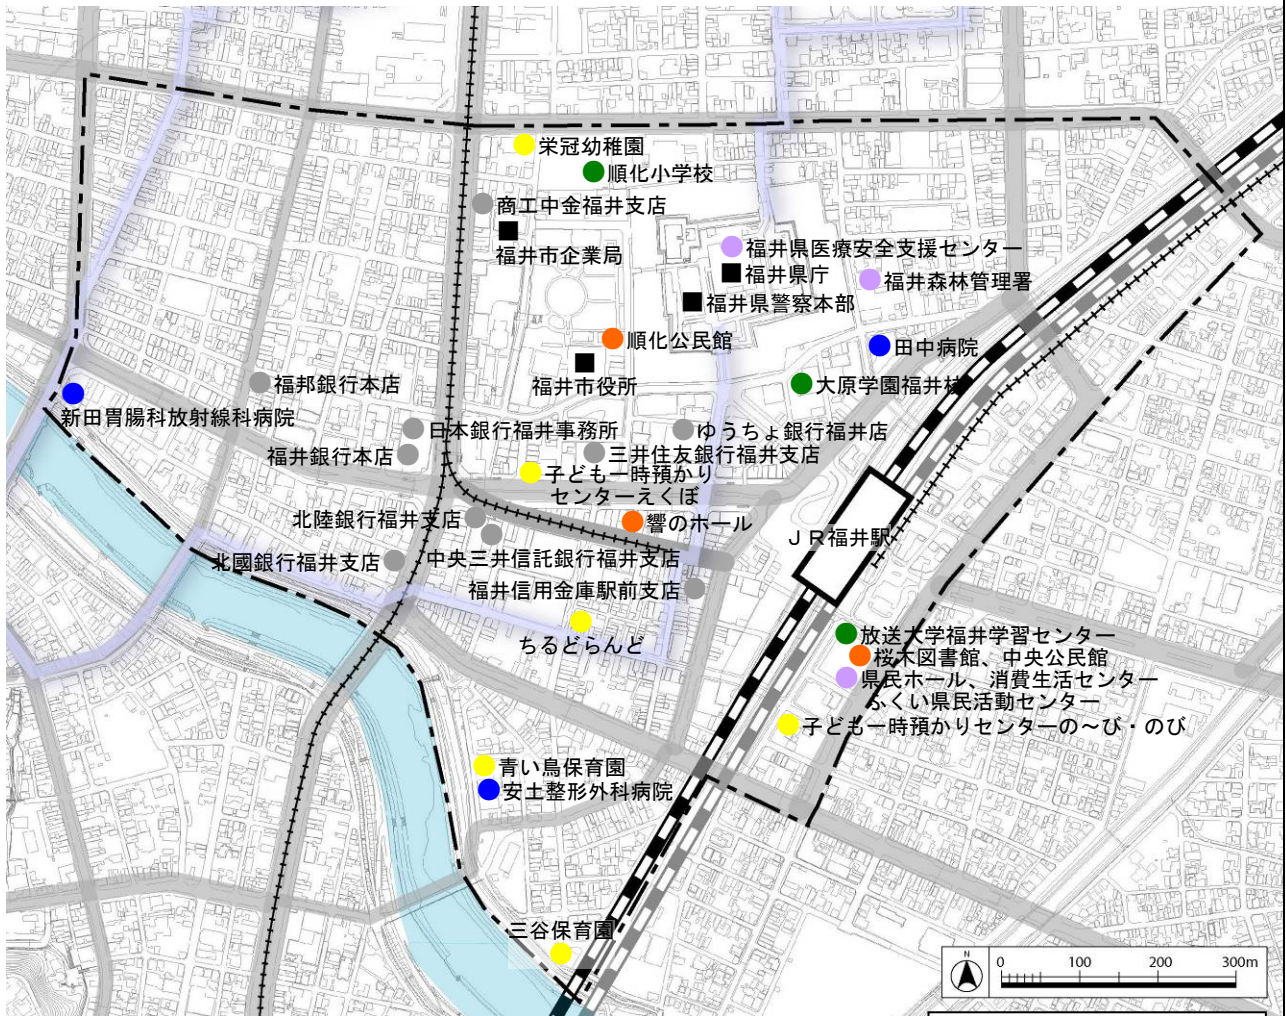 栄冠幼稚園
順化小学校
商工中金福井支店
福井市企業局
福井県医療安全支援センター
福井県庁
福井森林管理署
福井県警察本部
順化公民館
田中病院
福井市役所
大原学園福井校
福邦銀行本店
新田胃腸科放射線科病院
日本銀行福井事務所
ゆうちょ銀行福井店
福井銀行本店
三井住友銀行福井支店
子ども一時預かり
センターえくぼ
北陸銀行福井支店
響のホール
JR福井駅
北國銀行福井支店
中央三井信託銀行福井支店
福井信用金庫駅前支店
ちるどらんど
放送大学福井学習センター
桜木図書館、中央公民館
県民ホール、消費生活センター
ふくい県民活動センター
子ども一時預かりセンターの～び・のび
青い鳥保育園
安土整形外科病院
三谷保育園
N
0 100 200 300m